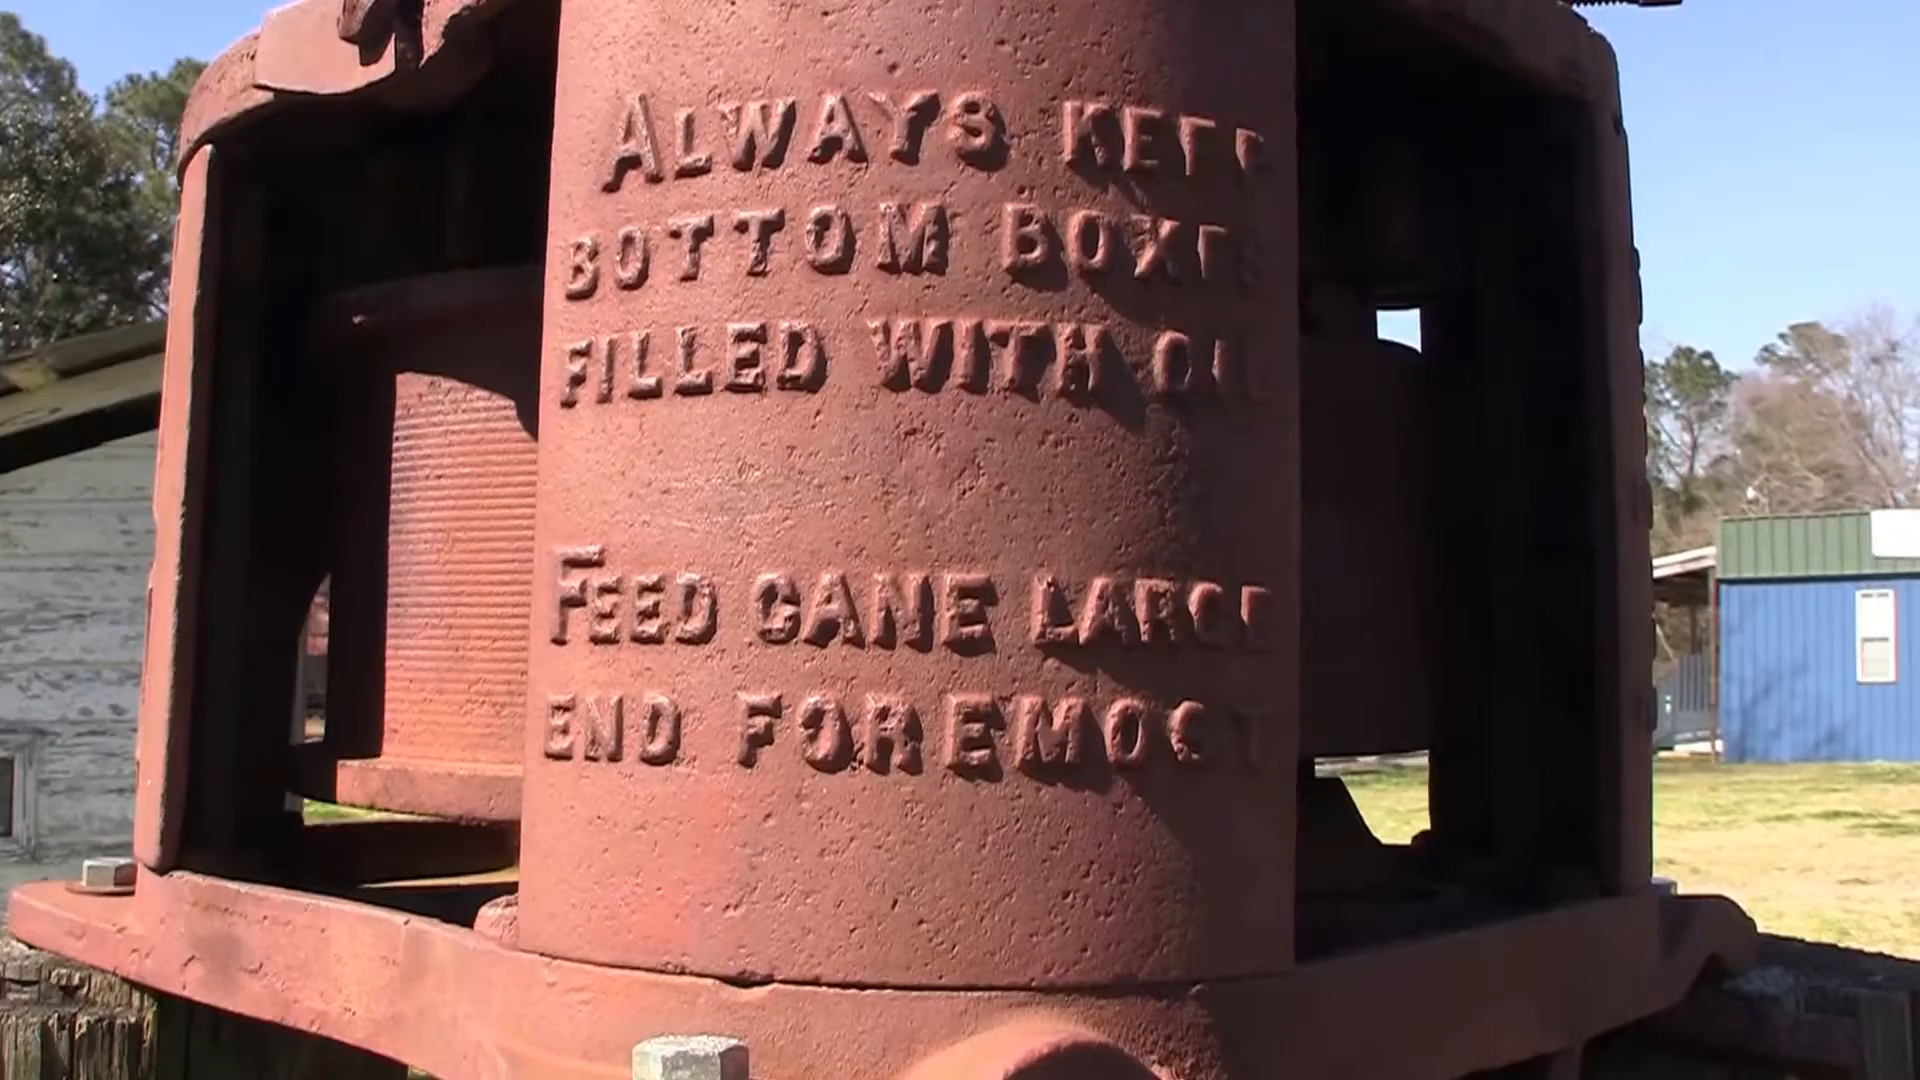 ALWAYS KEEP
BOTTOM BOXES
FILLED WITH OIL
FEED CANE LARGE
END FOREMOST